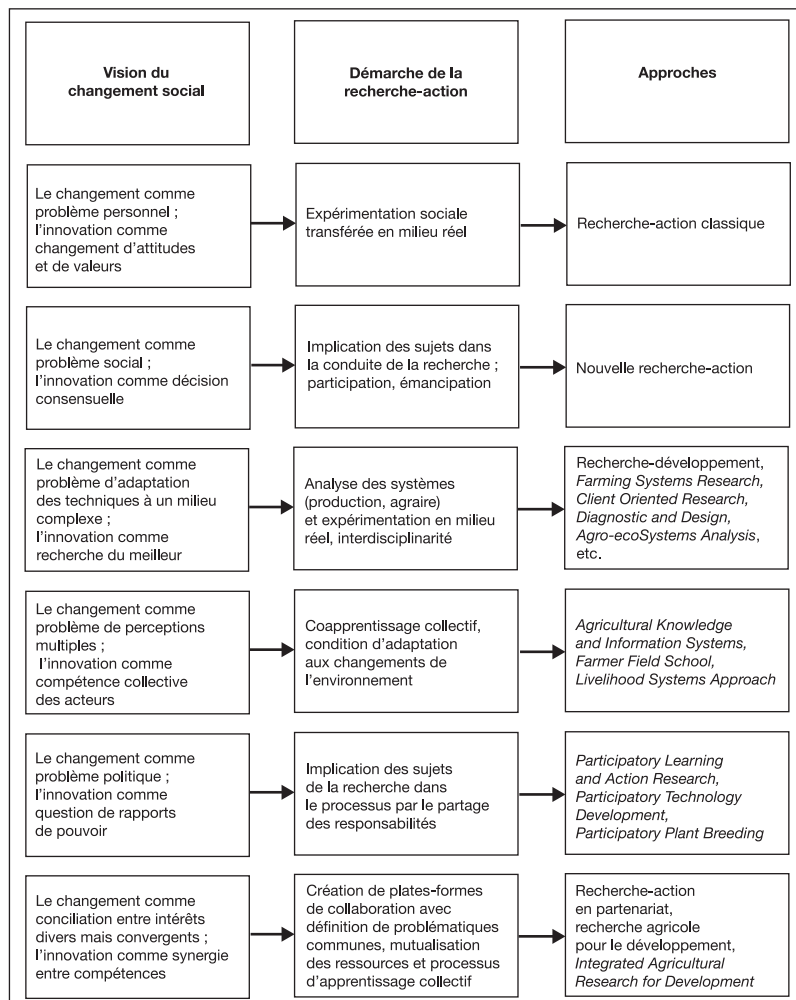 Vision du
changement social
Démarche de la
recherche-action
Approches
Le changement comme
problème personnel ;
l’innovation comme
changement d’attitudes
et de valeurs
Expérimentation sociale
transférée en milieu réel
Recherche-action classique
Le changement comme
problème social ;
l’innovation comme décision
consensuelle
Implication des sujets dans
la conduite de la recherche ;
participation, émancipation
Nouvelle recherche-action
Le changement comme
problème d’adaptation
des techniques à un milieu
complexe ;
l’innovation comme
recherche du meilleur
Analyse des systèmes
(production, agraire)
et expérimentation en milieu
réel, interdisciplinarité
Recherche-développement,
Farming Systems Research,
Client Oriented Research,
Diagnostic and Design,
Agro-ecoSystems Analysis,
etc.
Le changement comme
problème de perceptions
multiples ;
l’innovation comme
compétence collective
des acteurs
Coapprentissage collectif,
condition d’adaptation
aux changements de
l’environnement
Agricultural Knowledge
and Information Systems,
Farmer Field School,
Livelihood Systems Approach
Le changement comme
problème politique ;
l’innovation comme
question de rapports
de pouvoir
Implication des sujets
de la recherche dans
le processus par le partage
des responsabilités
Participatory Learning
and Action Research,
Participatory Technology
Development,
Participatory Plant Breeding
Le changement comme
conciliation entre intérêts
divers mais convergents ;
l’innovation comme synergie
entre compétences
Création de plates-formes
de collaboration avec
définition de problématiques
communes, mutualisation
des ressources et processus
d’apprentissage collectif
Recherche-action
en partenariat,
recherche agricole
pour le développement,
Integrated Agricultural
Research for Development